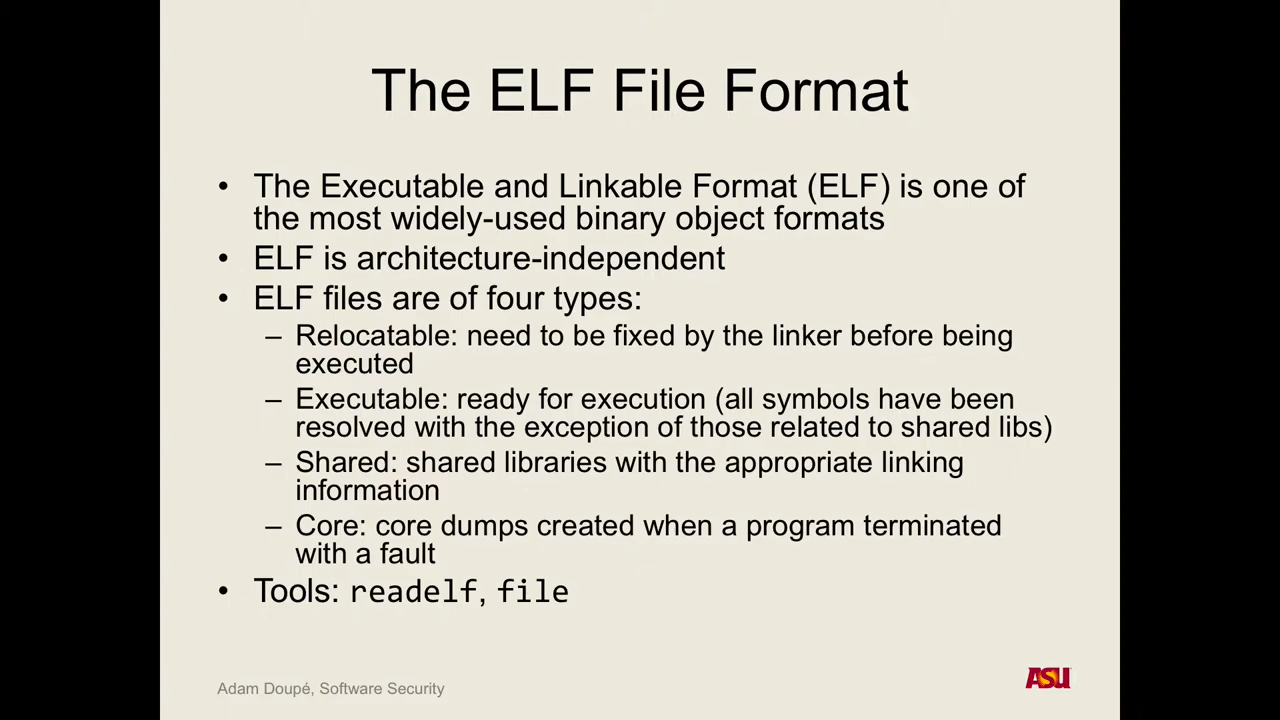 The ELF File Format
• The Executable and Linkable Format (ELF) is one of
the most widely-used binary object formats
• ELF is architecture-independent
• ELF files are of four types:
– Relocatable: need to be fixed by the linker before being
executed
– Executable: ready for execution (all symbols have been
resolved with the exception of those related to shared libs)
– Shared: shared libraries with the appropriate linking
information
– Core: core dumps created when a program terminated
with a fault
• Tools: readelf, file
Adam Doupé, Software Security
ASU